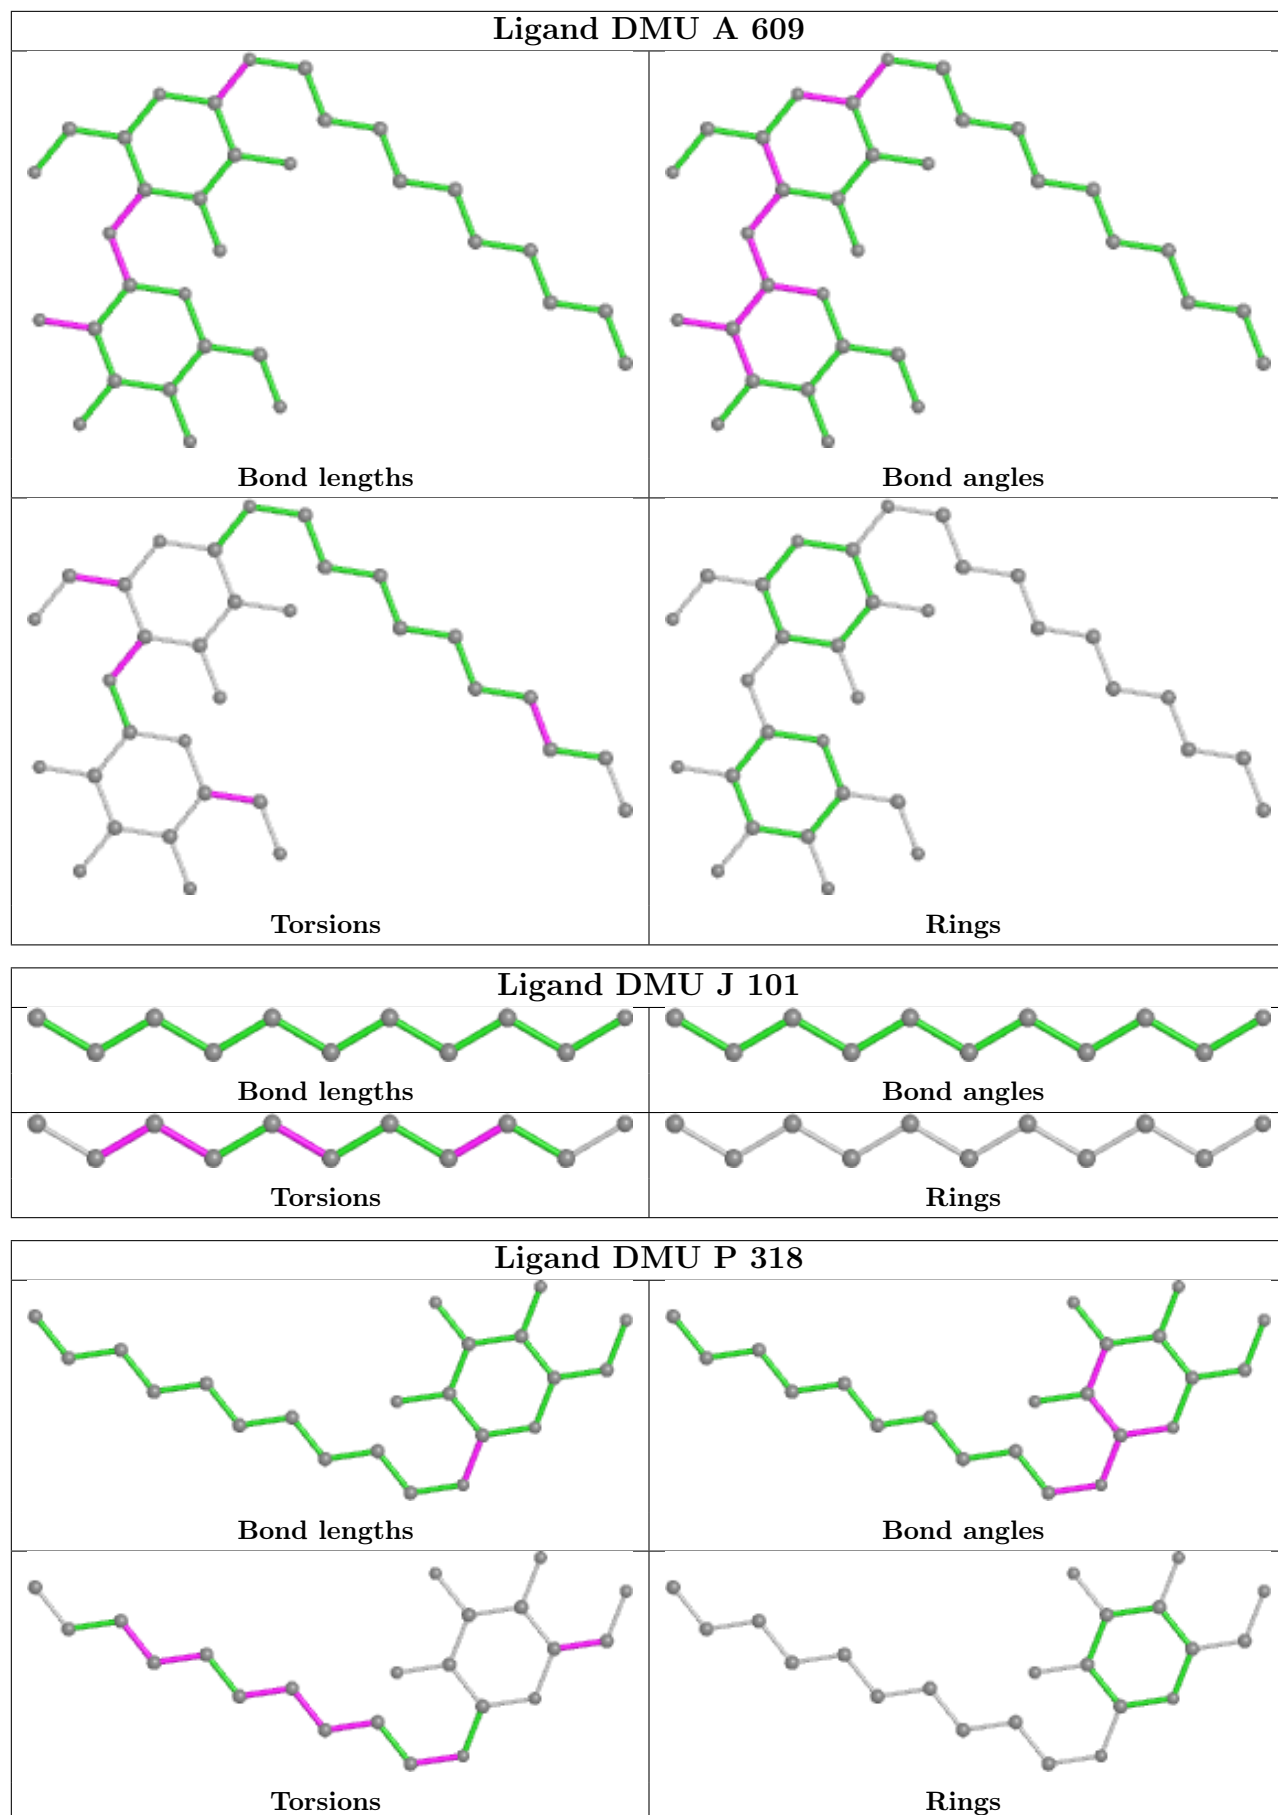 Ligand DMU A 609
Bond lengths
Bond angles
Torsions
Rings
Ligand DMU J 101
Bond lengths
Bond angles
Torsions
Rings
Ligand DMU P 318
Bond lengths
Bond angles
Torsions
Rings